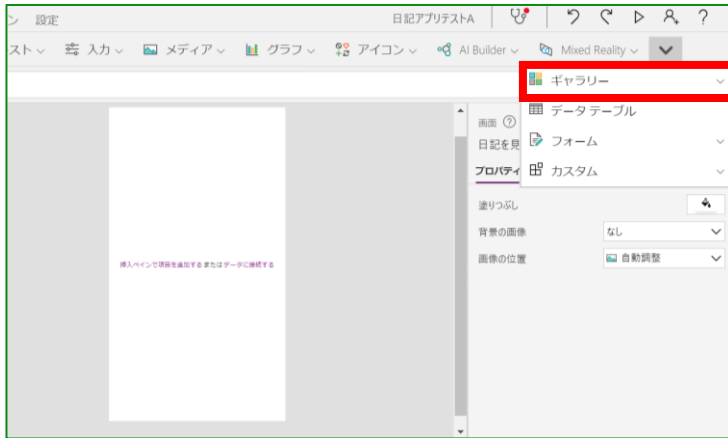 ン 設定 日記アプリテストA
スト 入力 メディア グラフ アイコン AI Builder Mixed Reality
ギャラリー
データ テーブル
フォーム
カスタム
画面
日記を見
プロパティ
塗りつぶし
背景の画像 なし
画像の位置 自動調整
挿入ペインで項目を追加する または データに接続する